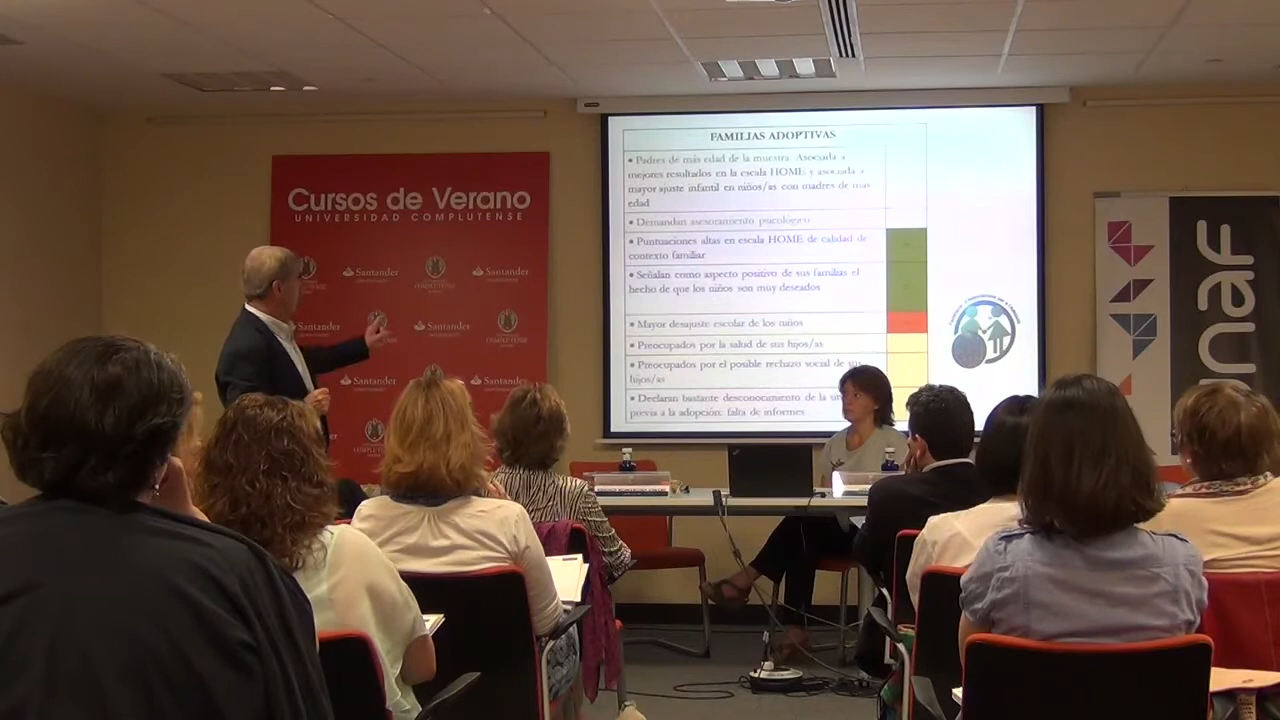 Cursos de Verano
UNIVERSIDAD COMPLUTENSE
Santander
Santander
Santander
Santander
Santander
Santander
FAMILIAS ADOPTIVAS
• Padres de más edad de la muestra. Asociada a
mejores resultados en la escala HOME y asociada a
mayor ajuste infantil en niños/as con madres de más
edad
• Demandan asesoramiento psicológico
• Puntuaciones altas en escala HOME de calidad de
contexto familiar
• Señalan como aspecto positivo de sus familias el
hecho de que los niños son muy deseados
• Mayor desajuste escolar de los niños
• Preocupados por la salud de sus hijos/as
• Preocupados por el posible rechazo social de sus
hijos/as
• Declaran bastante desconocimiento de la
previa a la adopción: falta de informes
unaf